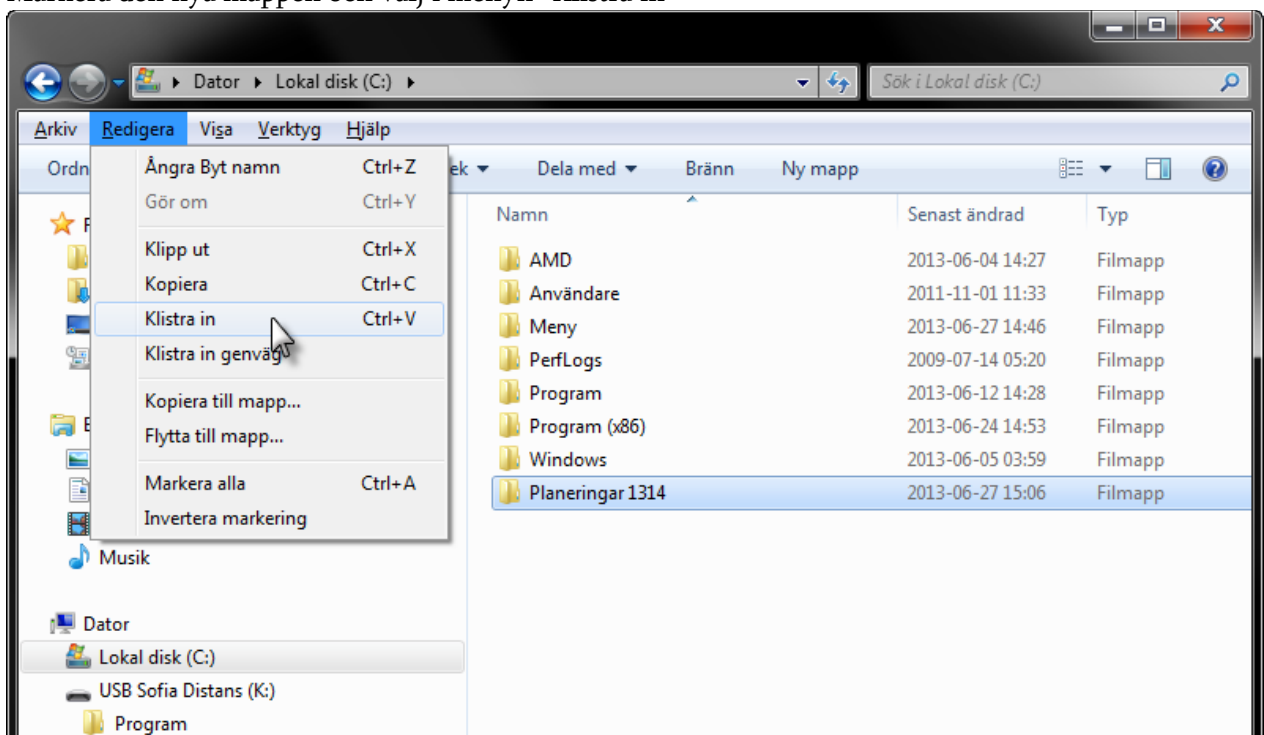 Dator ▸ Lokal disk (C:) ▸
Sök i Lokal disk (C:)
Arkiv Redigera Visa Verktyg Hjälp
Dela med Bränn Ny mapp
Ångra Byt namn Ctrl+Z
Gör om Ctrl+Y
Klipp ut Ctrl+X
Kopiera Ctrl+C
Klistra in Ctrl+V
Klistra in genväg
Kopiera till mapp...
Flytta till mapp...
Markera alla Ctrl+A
Invertera markering
Musik
Dator
Lokal disk (C:)
USB Sofia Distans (K:)
Program
Namn Senast ändrad Typ
AMD 2013-06-04 14:27 Filmapp
Användare 2011-11-01 11:33 Filmapp
Meny 2013-06-27 14:46 Filmapp
PerfLogs 2009-07-14 05:20 Filmapp
Program 2013-06-12 14:28 Filmapp
Program (x86) 2013-06-24 14:53 Filmapp
Windows 2013-06-05 03:59 Filmapp
Planeringar 1314 2013-06-27 15:06 Filmapp